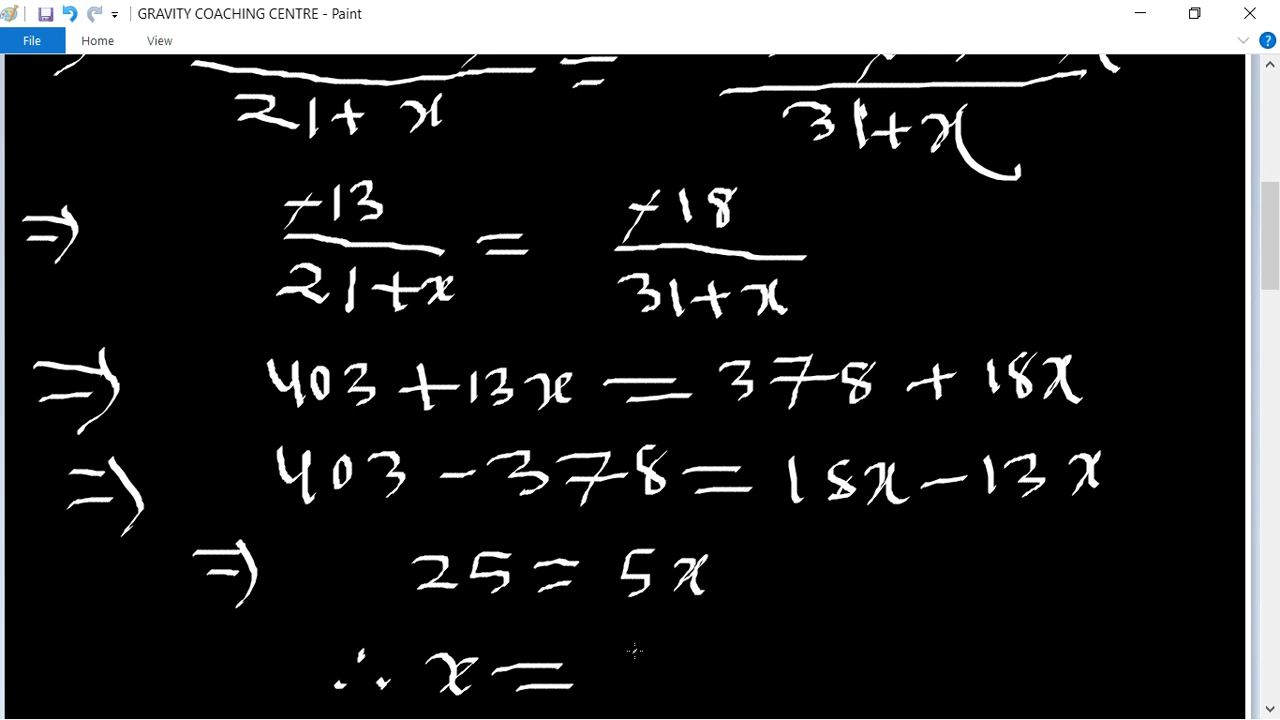 GRAVITY COACHING CENTRE - Paint
File Home View
21+x 31+x
⇒ -13/21+x = -18/31+x
⇒ 403+13x = 378+18x
⇒ 403-378 = 18x-13x
⇒ 25 = 5x
∴ x =